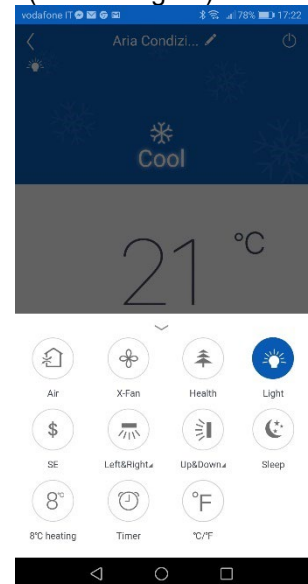 vodafone IT 78% 17:22
Aria Condizi...
Cool
21 °C
Air X-Fan Health Light
$
SE Left&Right Up&Down Sleep
8°C °F
8°C heating Timer °C/°F